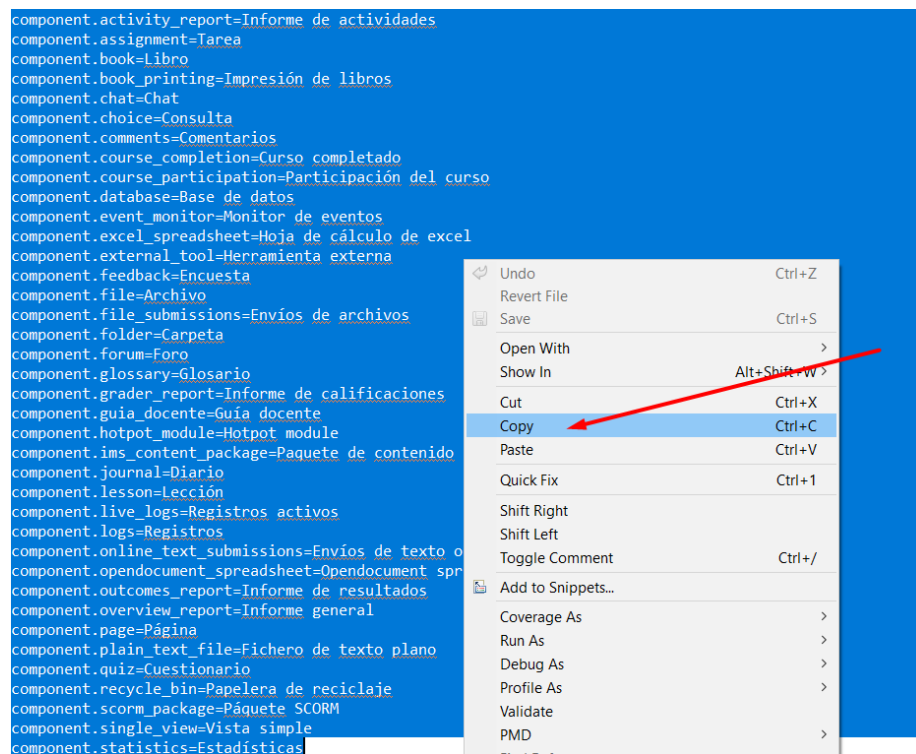 component.activity_report=Informe de actividades
component.assignment=Tarea
component.book=Libro
component.book_printing=Impresión de libros
component.chat=Chat
component.choice=Consulta
component.comments=Comentarios
component.course_completion=Curso completado
component.course_participation=Participación del curso
component.database=Base de datos
component.event_monitor=Monitor de eventos
component.excel_spreadsheet=Hoja de cálculo de excel
component.external_tool=Herramienta externa
component.feedback=Encuesta
component.file=Archivo
component.file_submissions=Envíos de archivos
component.folder=Carpeta
component.forum=Foro
component.glossary=Glosario
component.grader_report=Informe de calificaciones
component.guia_docente=Guía docente
component.hotpot_module=Hotpot module
component.ims_content_package=Paquete de contenido
component.journal=Diario
component.lesson=Lección
component.live_logs=Registros activos
component.logs=Registros
component.online_text_submissions=Envíos de texto o
component.opendocument_spreadsheet=Opendocument spr
component.outcomes_report=Informe de resultados
component.overview_report=Informe general
component.page=Página
component.plain_text_file=Fichero de texto plano
component.quiz=Cuestionario
component.recycle_bin=Papelera de reciclaje
component.scorm_package=Páquete SCORM
component.single_view=Vista simple
component.statistics=Estadísticas
Undo Ctrl+Z
Revert File
Save Ctrl+S
Open With
Show In Alt+Shift+W
Cut Ctrl+X
Copy Ctrl+C
Paste Ctrl+V
Quick Fix Ctrl+1
Shift Right
Shift Left
Toggle Comment Ctrl+/
Add to Snippets...
Coverage As
Run As
Debug As
Profile As
Validate
PMD